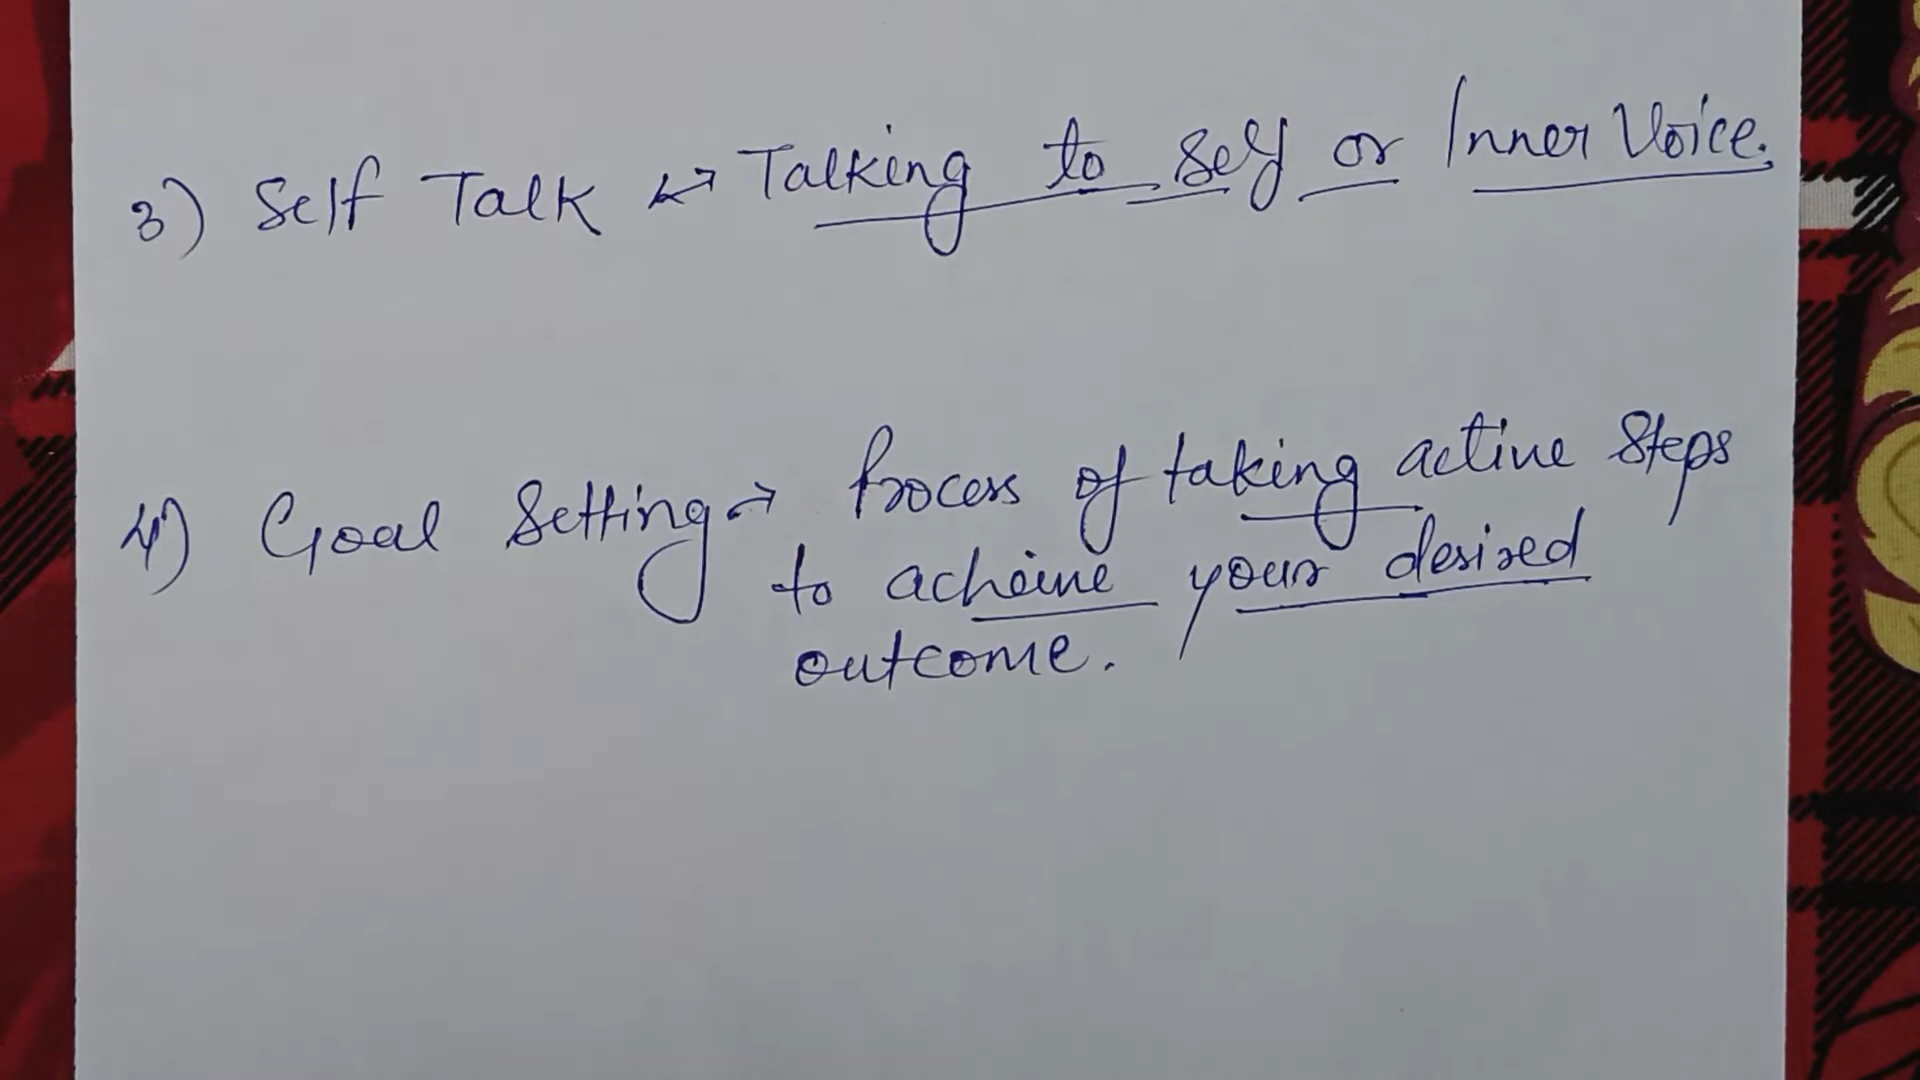 3) Self Talk ↔ Talking to self or Inner Voice.
4) Goal Setting → Process of taking active Steps
to acheive your desired
outcome.